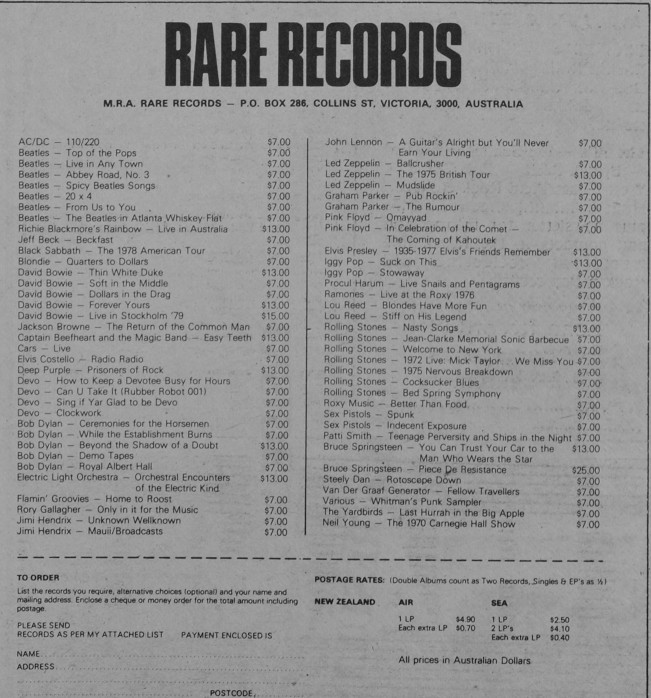 RARE RECORDS
M.R.A. RARE RECORDS — P.O. BOX 286, COLLINS ST, VICTORIA, 3000, AUSTRALIA
AC/DC — 110/220 $7.00
Beatles — Top of the Pops $7.00
Beatles — Live in Any Town $7.00
Beatles — Abbey Road, No. 3 $7.00
Beatles — Spicy Beatles Songs $7.00
Beatles — 20 x 4 $7.00
Beatles — From Us to You $7.00
Beatles — The Beatles in Atlanta Whiskey Flat $7.00
Richie Blackmore's Rainbow — Live in Australia $13.00
Jeff Beck — Beckfast $7.00
Black Sabbath — The 1978 American Tour $7.00
Blondie — Quarters to Dollars $7.00
David Bowie — Thin White Duke $13.00
David Bowie — Soft in the Middle $7.00
David Bowie — Dollars in the Drag $7.00
David Bowie — Forever Yours $13.00
David Bowie — Live in Stockholm '79 $15.00
Jackson Browne — The Return of the Common Man $7.00
Captain Beefheart and the Magic Band — Easy Teeth $13.00
Cars — Live $7.00
Elvis Costello — Radio Radio $7.00
Deep Purple — Prisoners of Rock $13.00
Devo — How to Keep a Devotee Busy for Hours $7.00
Devo — Can U Take It (Rubber Robot 001) $7.00
Devo — Sing if Yar Glad to be Devo $7.00
Devo — Clockwork $7.00
Bob Dylan — Ceremonies for the Horsemen $7.00
Bob Dylan — While the Establishment Burns $7.00
Bob Dylan — Beyond the Shadow of a Doubt $13.00
Bob Dylan — Demo Tapes $7.00
Bob Dylan — Royal Albert Hall $7.00
Electric Light Orchestra — Orchestral Encounters $13.00
of the Electric Kind
Flamin' Groovies — Home to Roost $7.00
Rory Gallagher — Only in it for the Music $7.00
Jimi Hendrix — Unknown Wellknown $7.00
Jimi Hendrix — Mauii/Broadcasts $7.00
John Lennon — A Guitar's Alright but You'll Never $7.00
Earn Your Living
Led Zeppelin — Ballcrusher $7.00
Led Zeppelin — The 1975 British Tour $13.00
Led Zeppelin — Mudslide $7.00
Graham Parker — Pub Rockin' $7.00
Graham Parker — The Rumour $7.00
Pink Floyd — Omayyad $7.00
Pink Floyd — In Celebration of the Comet — $7.00
The Coming of Kahoutek
Elvis Presley — 1935-1977 Elvis's Friends Remember $13.00
Iggy Pop — Suck on This $13.00
Iggy Pop — Stowaway $7.00
Procul Harum — Live Snails and Pentagrams $7.00
Ramones — Live at the Roxy 1976 $7.00
Lou Reed — Blondes Have More Fun $7.00
Lou Reed — Stiff on His Legend $7.00
Rolling Stones — Nasty Songs $13.00
Rolling Stones — Jean-Clarke Memorial Sonic Barbecue $7.00
Rolling Stones — Welcome to New York $7.00
Rolling Stones — 1972 Live: Mick Taylor . . We Miss You $7.00
Rolling Stones — 1975 Nervous Breakdown $7.00
Rolling Stones — Cocksucker Blues $7.00
Rolling Stones — Bed Spring Symphony $7.00
Roxy Music — Better Than Food. $7.00
Sex Pistols — Spunk $7.00
Sex Pistols — Indecent Exposure $7.00
Patti Smith — Teenage Perversity and Ships in the Night $7.00
Bruce Springsteen — You Can Trust Your Car to the $13.00
Man Who Wears the Star
Bruce Springsteen — Piece De Resistance $25.00
Steely Dan — Rotoscope Down $7.00
Van Der Graaf Generator — Fellow Travellers $7.00
Various — Whitman's Punk Sampler $7.00
The Yardbirds — Last Hurrah in the Big Apple $7.00
Neil Young — The 1970 Carnegie Hall Show $7.00
TO ORDER
List the records you require, alternative choices (optional) and your name and
mailing address. Enclose a cheque or money order for the total amount including
postage.
PLEASE SEND
RECORDS AS PER MY ATTACHED LIST PAYMENT ENCLOSED IS
NAME
ADDRESS
POSTCODE
POSTAGE RATES: (Double Albums count as Two Records, Singles & EP's as ½)
NEW ZEALAND AIR SEA
1 LP $4.90 1 LP $2.50
Each extra LP $0.70 2 LP's $4.10
Each extra LP $0.40
All prices in Australian Dollars